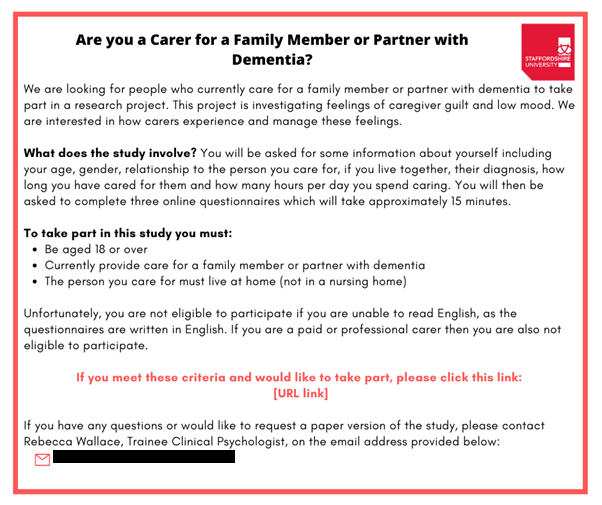 Are you a Carer for a Family Member or Partner with
Dementia?
STAFFORDSHIRE
UNIVERSITY
We are looking for people who currently care for a family member or partner with dementia to take
part in a research project. This project is investigating feelings of caregiver guilt and low mood. We
are interested in how carers experience and manage these feelings.
What does the study involve? You will be asked for some information about yourself including
your age, gender, relationship to the person you care for, if you live together, their diagnosis, how
long you have cared for them and how many hours per day you spend caring. You will then be
asked to complete three online questionnaires which will take approximately 15 minutes.
To take part in this study you must:
• Be aged 18 or over
• Currently provide care for a family member or partner with dementia
• The person you care for must live at home (not in a nursing home)
Unfortunately, you are not eligible to participate if you are unable to read English, as the
questionnaires are written in English. If you are a paid or professional carer then you are also not
eligible to participate.
If you meet these criteria and would like to take part, please click this link:
[URL link]
If you have any questions or would like to request a paper version of the study, please contact
Rebecca Wallace, Trainee Clinical Psychologist, on the email address provided below: